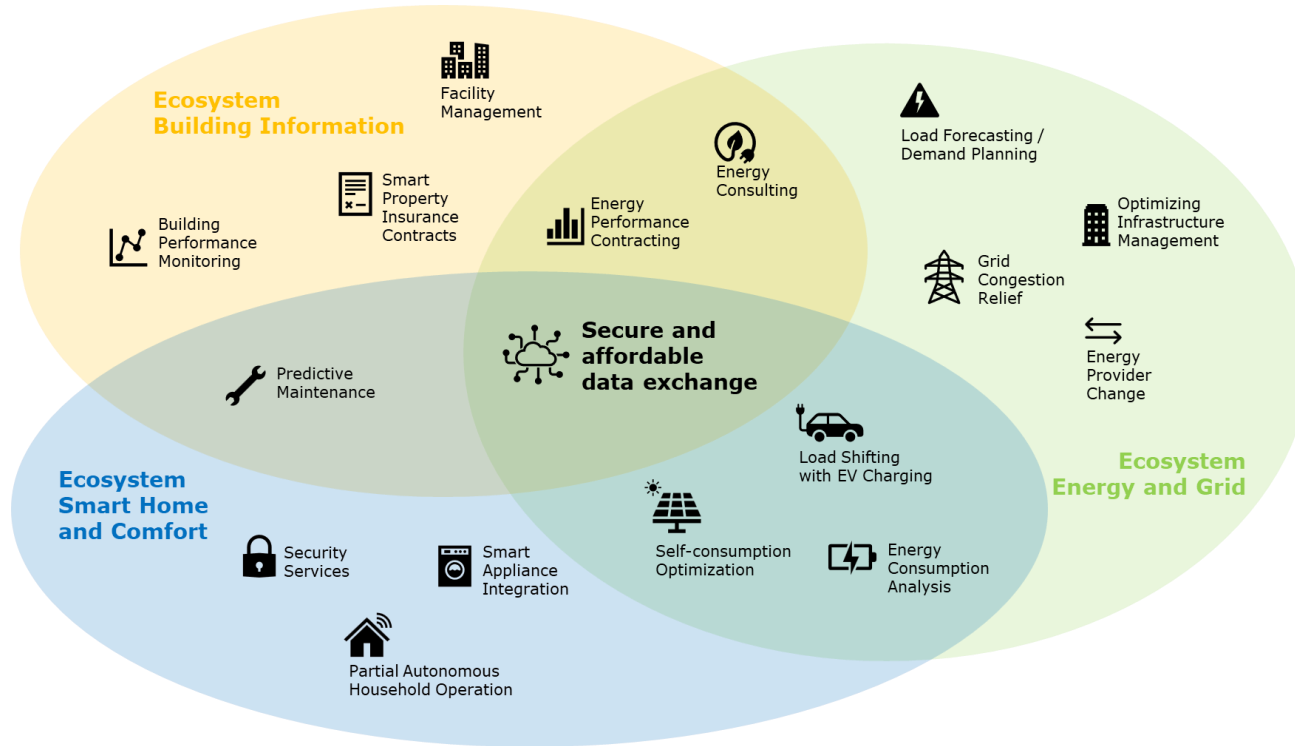 Ecosystem
Building Information
Facility
Management
Smart
Property
Insurance
Contracts
Building
Performance
Monitoring
Energy
Consulting
Energy
Performance
Contracting
Load Forecasting /
Demand Planning
Optimizing
Infrastructure
Management
Grid
Congestion
Relief
Energy
Provider
Change
Secure and
affordable
data exchange
Predictive
Maintenance
Load Shifting
with EV Charging
Ecosystem
Energy and Grid
Ecosystem
Smart Home
and Comfort
Security
Services
Smart
Appliance
Integration
Self-consumption
Optimization
Energy
Consumption
Analysis
Partial Autonomous
Household Operation